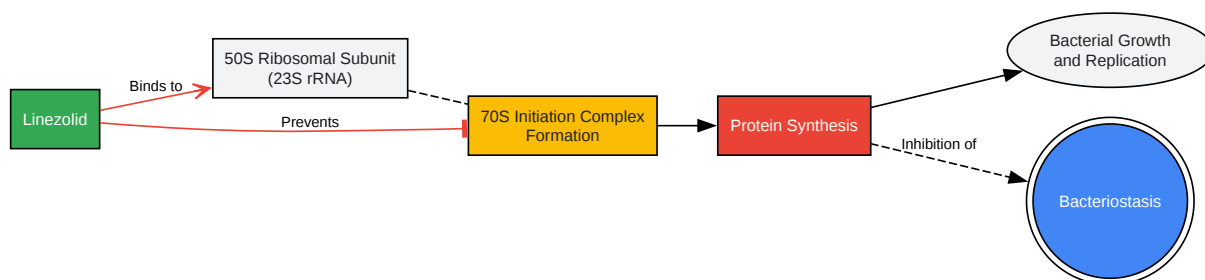 Linezolid
Binds to
Prevents
50S Ribosomal Subunit
(23S rRNA)
70S Initiation Complex
Formation
Protein Synthesis
Inhibition of
Bacterial Growth
and Replication
Bacteriostasis